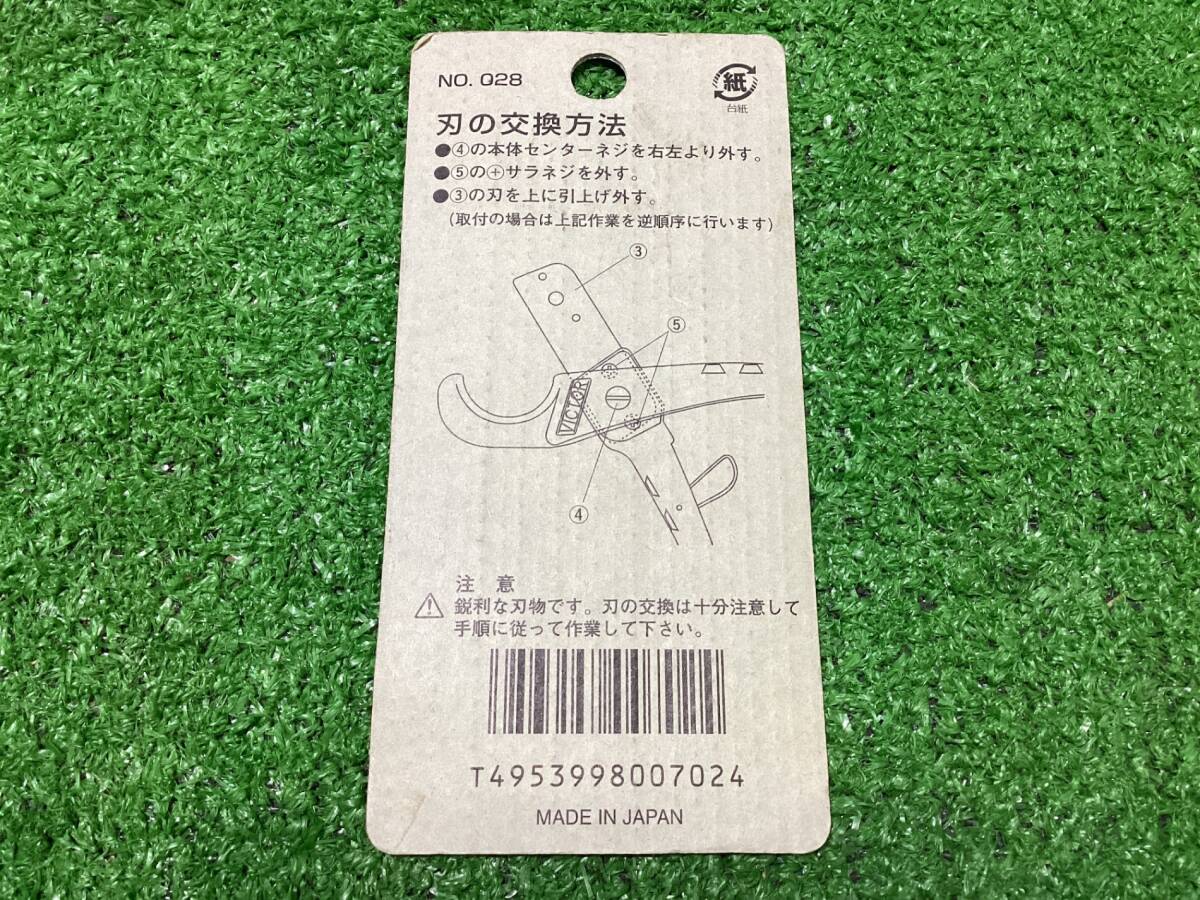 NO. 028
紙
台紙
刃の交換方法
●④の本体センターネジを右左より外す。
●⑤の⊕サラネジを外す。
●③の刃を上に引上げ外す。
(取付の場合は上記作業を逆順序に行います)
③
⑤
VICTOR
④
注 意
鋭利な刃物です。刃の交換は十分注意して
手順に従って作業して下さい。
T4953998007024
MADE IN JAPAN